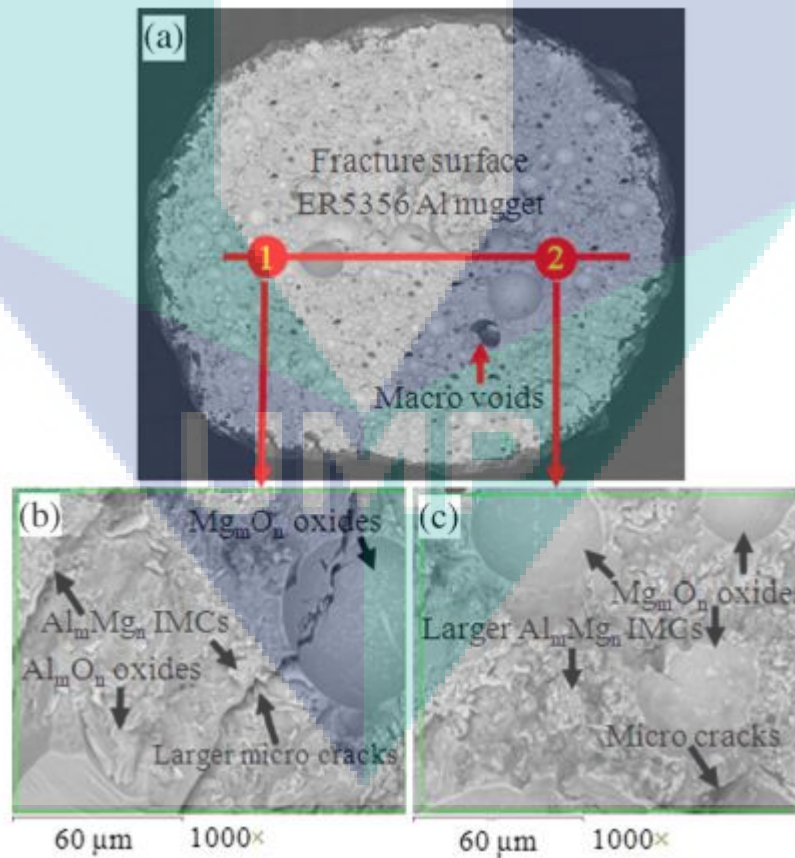 (a)
Fracture surface
ER5356 Al nugget
1
2
Macro voids
UMP
(b)
MgₘOₙ oxides
AlₘMgₙ IMCs
AlₘOₙ oxides
Larger micro cracks
60 µm
1000×
(c)
MgₘOₙ oxides
Larger AlₘMgₙ IMCs
Micro cracks
60 µm
1000×